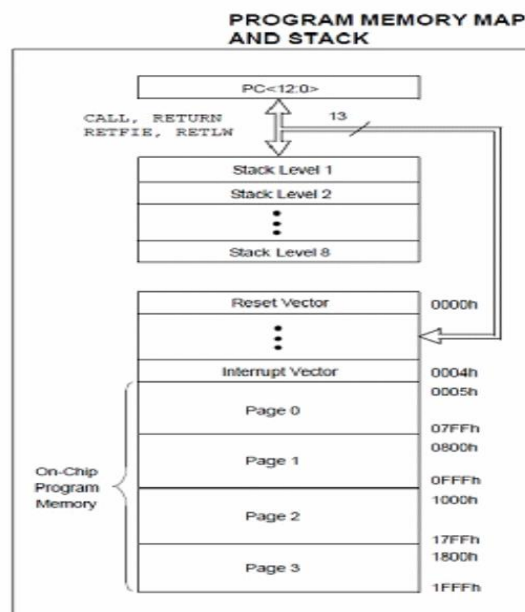 PROGRAM MEMORY MAP
AND STACK
PC<12:0>
CALL, RETURN
RETFIE, RETLW
13
Stack Level 1
Stack Level 2
Stack Level 8
Reset Vector
0000h
Interrupt Vector
0004h
0005h
Page 0
07FFh
0800h
Page 1
0FFFh
On-Chip
Program
Memory
1000h
Page 2
17FFh
1800h
Page 3
1FFFh